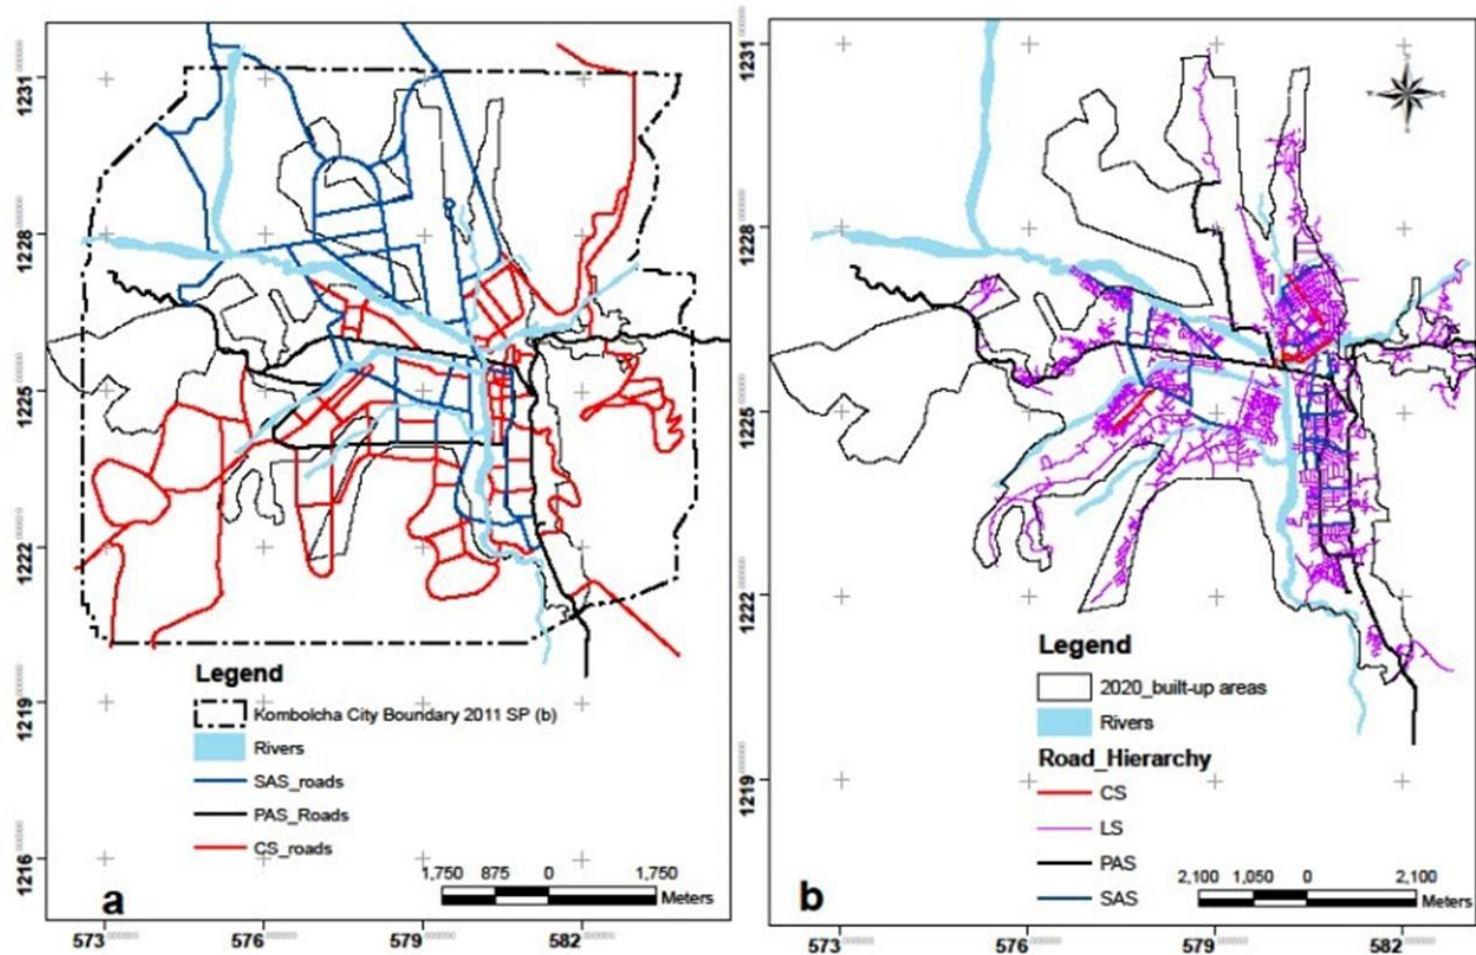 1231
1228
1225
1222
1219
1216
Legend
Kombolcha City Boundary 2011 SP (b)
Rivers
SAS_roads
PAS_Roads
CS_roads
1,750 875 0 1,750
Meters
a
573 576 579 582
1231
1228
1225
1222
1219
Legend
2020_built-up areas
Rivers
Road_Hierarchy
CS
LS
PAS
SAS
2,100 1,050 0 2,100
Meters
b
573 576 579 582